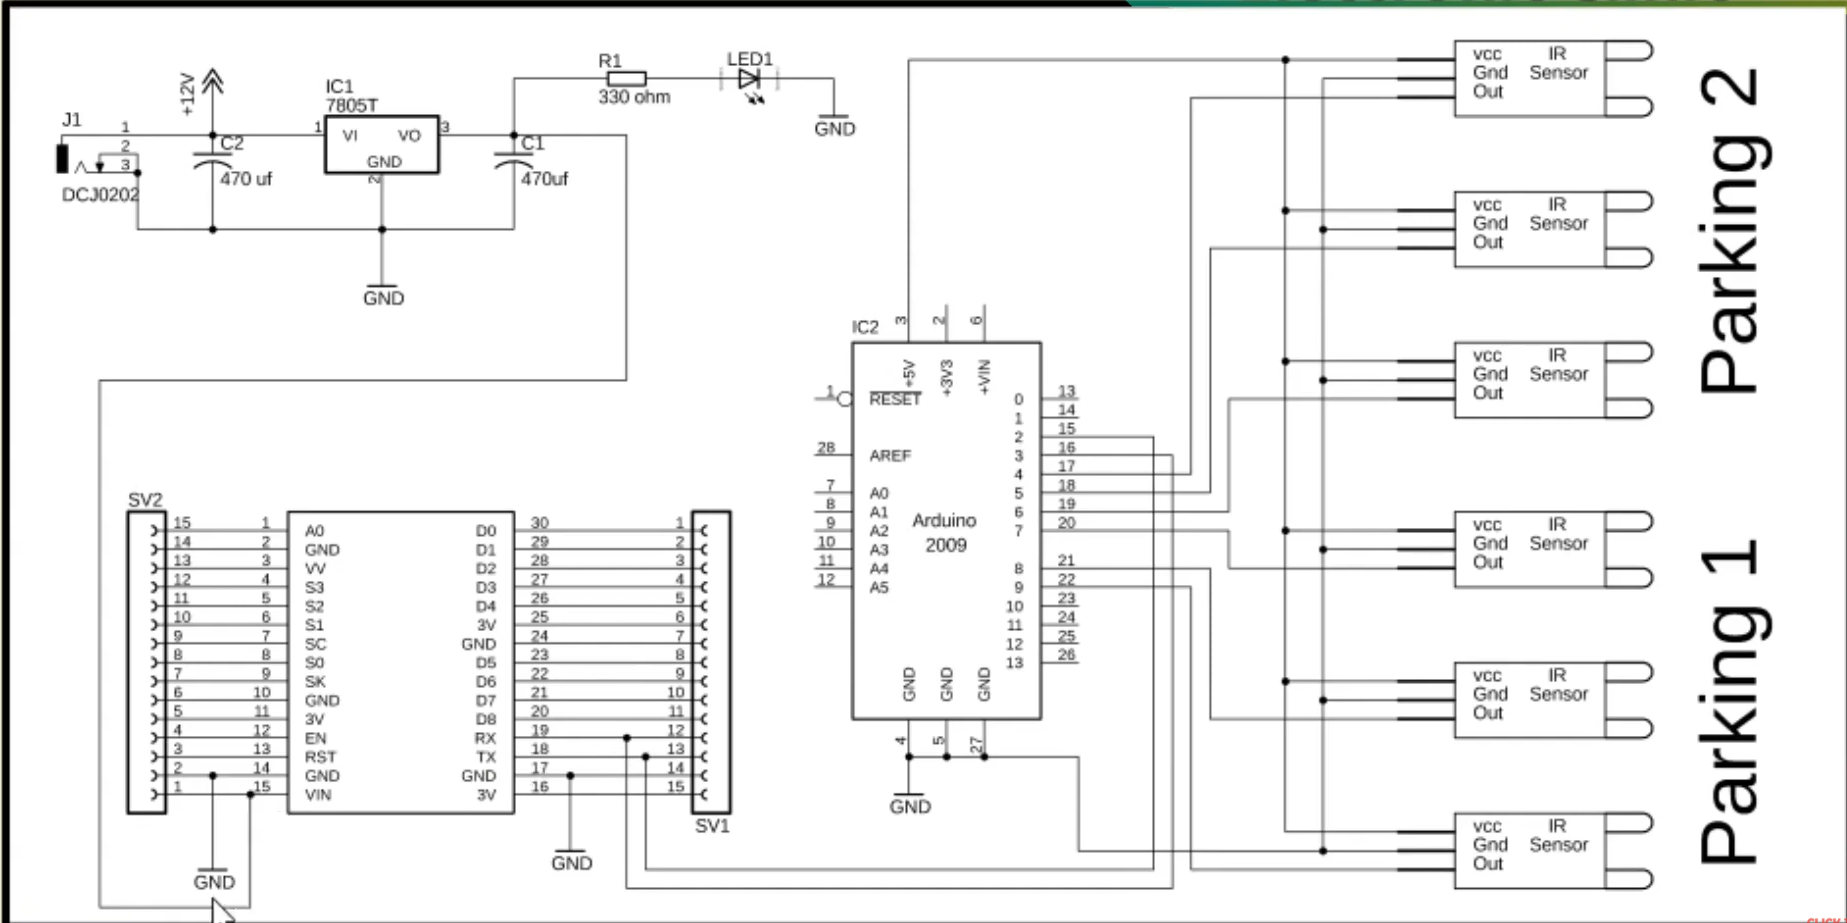 +12V
J1
1
2
3
DCJ0202
C2
470 uf
IC1
7805T
1
VI
VO
3
GND
2
GND
C1
470uf
R1
330 ohm
LED1
GND
SV2
15 1 A0 D0 30 1
14 2 GND D1 29 2
13 3 VV D2 28 3
12 4 S3 D3 27 4
11 5 S2 D4 26 5
10 6 S1 3V 25 6
9 7 SC GND 24 7
8 8 S0 D5 23 8
7 9 SK D6 22 9
6 10 GND D7 21 10
5 11 3V D8 20 11
4 12 EN RX 19 12
3 13 RST TX 18 13
2 14 GND GND 17 14
1 15 VIN 3V 16 15
SV1
GND
GND
IC2
3 2 6
+5V +3V3 +VIN
1 RESET 0 13
1 14
2 15
28 AREF 3 16
4 17
7 A0 5 18
8 A1 6 19
9 A2 7 20
10 A3
11 A4 8 21
12 A5 9 22
10 23
11 24
12 25
13 26
Arduino
2009
GND GND GND
4 5 27
GND
vcc IR
Gnd Sensor
Out
vcc IR
Gnd Sensor
Out
vcc IR
Gnd Sensor
Out
Parking 2
vcc IR
Gnd Sensor
Out
vcc IR
Gnd Sensor
Out
vcc IR
Gnd Sensor
Out
Parking 1